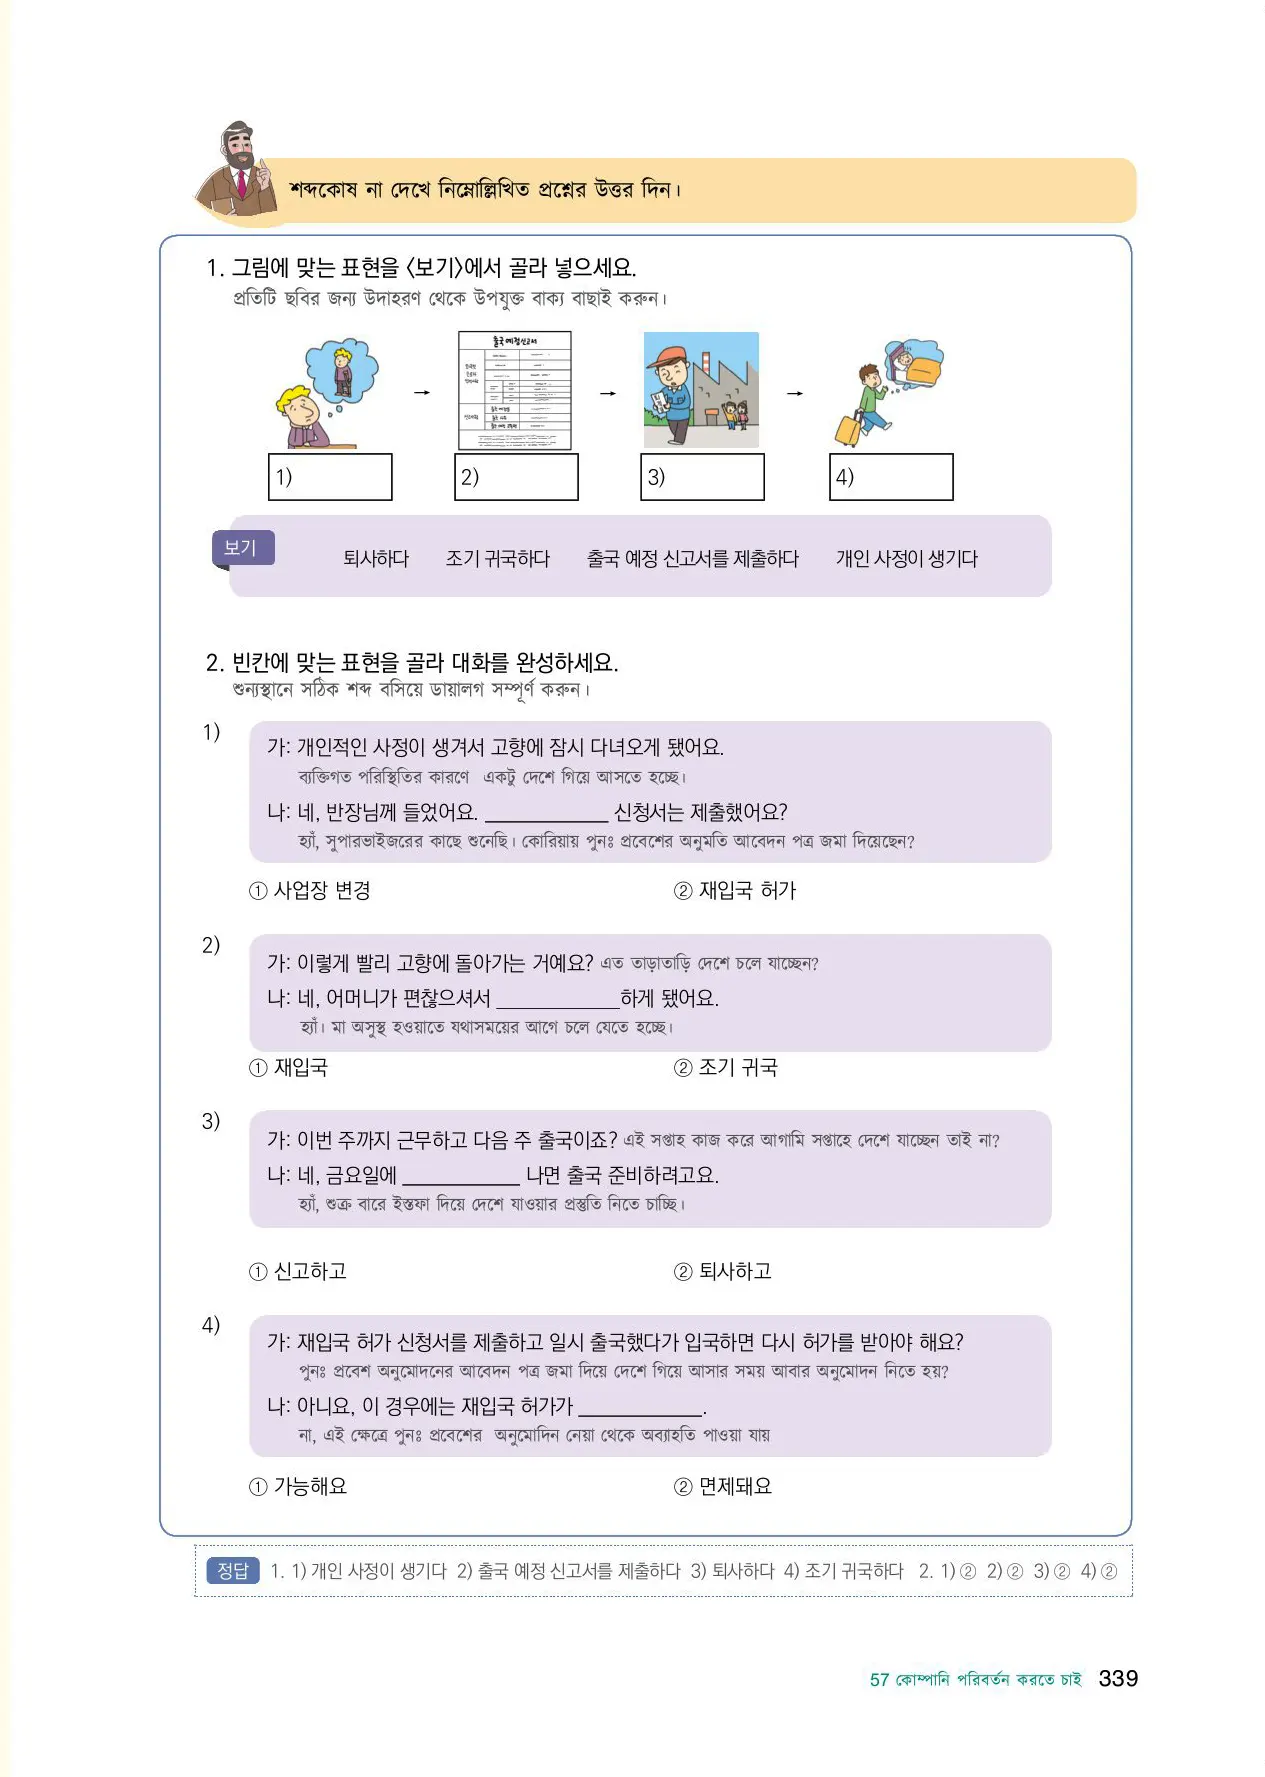 শব্দকোষ না দেখে নিম্নোল্লিখিত প্রশ্নের উত্তর দিন।
1. 그림에 맞는 표현을 <보기>에서 골라 넣으세요.
প্রতিটি ছবির জন্য উদাহরণ থেকে উপযুক্ত বাক্য বাছাই করুন।
출국예정신고서
→ → →
1) 2) 3) 4)
보기
퇴사하다 조기 귀국하다 출국 예정 신고서를 제출하다 개인 사정이 생기다
2. 빈칸에 맞는 표현을 골라 대화를 완성하세요.
শুন্যস্থানে সঠিক শব্দ বসিয়ে ডায়ালগ সম্পূর্ণ করুন।
1)
가: 개인적인 사정이 생겨서 고향에 잠시 다녀오게 됐어요.
ব্যক্তিগত পরিস্থিতির কারণে একটু দেশে গিয়ে আসতে হচ্ছে।
나: 네, 반장님께 들었어요. ____________ 신청서는 제출했어요?
হ্যাঁ, সুপারভাইজরের কাছে শুনেছি। কোরিয়ায় পুনঃ প্রবেশের অনুমতি আবেদন পত্র জমা দিয়েছেন?
① 사업장 변경 ② 재입국 허가
2)
가: 이렇게 빨리 고향에 돌아가는 거예요? এত তাড়াতাড়ি দেশে চলে যাচ্ছেন?
나: 네, 어머니가 편찮으셔서 ____________하게 됐어요.
হ্যাঁ। মা অসুস্থ হওয়াতে যথাসময়ের আগে চলে যেতে হচ্ছে।
① 재입국 ② 조기 귀국
3)
가: 이번 주까지 근무하고 다음 주 출국이죠? এই সপ্তাহ কাজ করে আগামি সপ্তাহে দেশে যাচ্ছেন তাই না?
나: 네, 금요일에 ____________ 나면 출국 준비하려고요.
হ্যাঁ, শুক্র বারে ইস্তফা দিয়ে দেশে যাওয়ার প্রস্তুতি নিতে চাচ্ছি।
① 신고하고 ② 퇴사하고
4)
가: 재입국 허가 신청서를 제출하고 일시 출국했다가 입국하면 다시 허가를 받아야 해요?
পুনঃ প্রবেশ অনুমোদনের আবেদন পত্র জমা দিয়ে দেশে গিয়ে আসার সময় আবার অনুমোদন নিতে হয়?
나: 아니요, 이 경우에는 재입국 허가가 ____________.
না, এই ক্ষেত্রে পুনঃ প্রবেশের অনুমোদিন নেয়া থেকে অব্যাহতি পাওয়া যায়
① 가능해요 ② 면제돼요
정답 1. 1) 개인 사정이 생기다 2) 출국 예정 신고서를 제출하다 3) 퇴사하다 4) 조기 귀국하다 2. 1) ② 2) ② 3) ② 4) ②
57 কোম্পানি পরিবর্তন করতে চাই 339